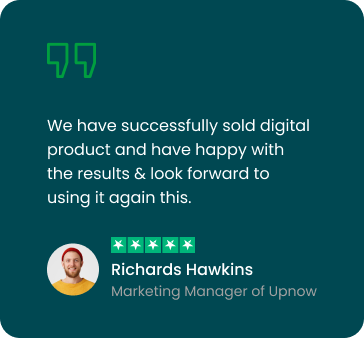 We have successfully sold digital
product and have happy with
the results & look forward to
using it again this.
Richards Hawkins
Marketing Manager of Upnow